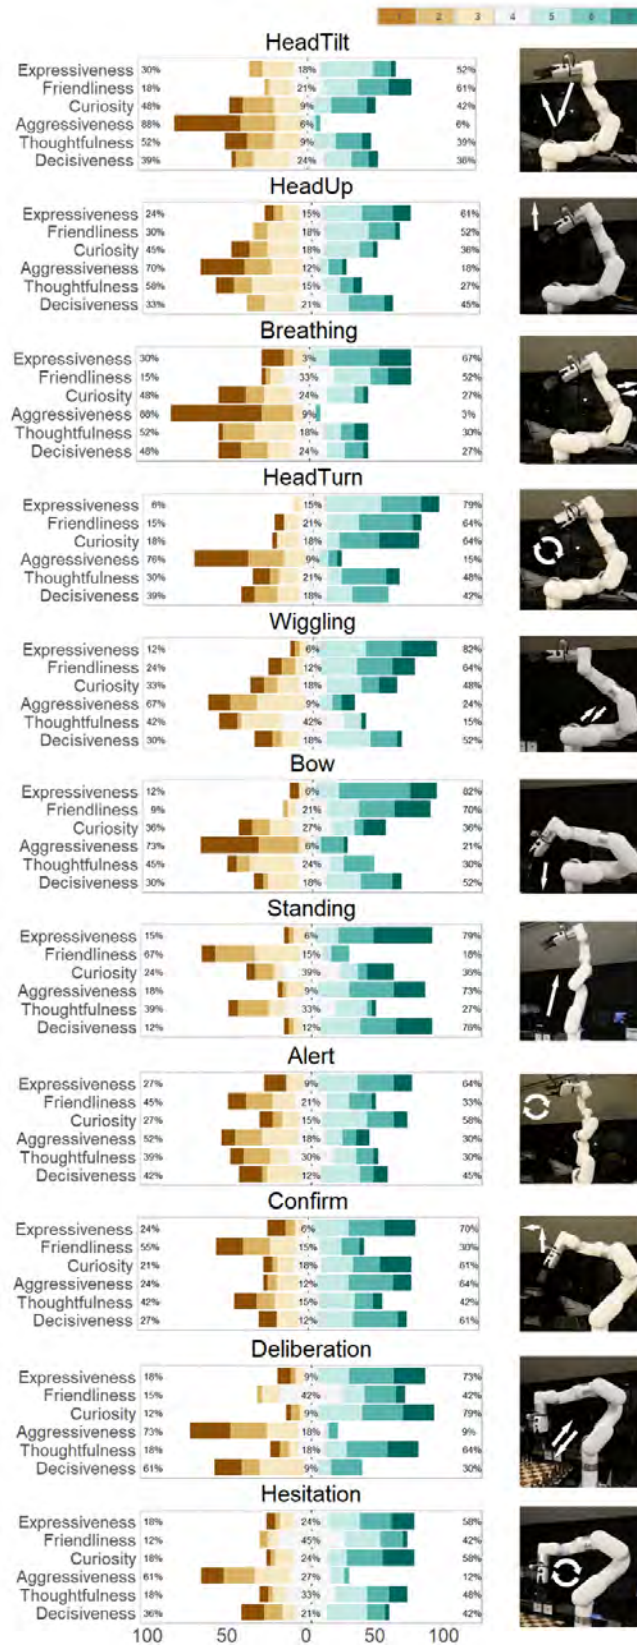 1 2 3 4 5 6 7
HeadTilt
Expressiveness 30% 18% 52%
Friendliness 18% 21% 61%
Curiosity 48% 9% 42%
Aggressiveness 88% 6% 6%
Thoughtfulness 52% 9% 39%
Decisiveness 39% 24% 36%
HeadUp
Expressiveness 24% 15% 61%
Friendliness 30% 18% 52%
Curiosity 45% 18% 36%
Aggressiveness 70% 12% 18%
Thoughtfulness 58% 15% 27%
Decisiveness 33% 21% 45%
Breathing
Expressiveness 30% 3% 67%
Friendliness 15% 33% 52%
Curiosity 48% 24% 27%
Aggressiveness 88% 9% 3%
Thoughtfulness 52% 18% 30%
Decisiveness 48% 24% 27%
HeadTurn
Expressiveness 6% 15% 79%
Friendliness 15% 21% 64%
Curiosity 18% 18% 64%
Aggressiveness 76% 9% 15%
Thoughtfulness 30% 21% 48%
Decisiveness 39% 18% 42%
Wiggling
Expressiveness 12% 6% 82%
Friendliness 24% 12% 64%
Curiosity 33% 18% 48%
Aggressiveness 67% 9% 24%
Thoughtfulness 42% 42% 15%
Decisiveness 30% 18% 52%
Bow
Expressiveness 12% 6% 82%
Friendliness 9% 21% 70%
Curiosity 36% 27% 36%
Aggressiveness 73% 6% 21%
Thoughtfulness 45% 24% 30%
Decisiveness 30% 18% 52%
Standing
Expressiveness 15% 6% 79%
Friendliness 67% 15% 18%
Curiosity 24% 39% 36%
Aggressiveness 18% 9% 73%
Thoughtfulness 39% 33% 27%
Decisiveness 12% 12% 76%
Alert
Expressiveness 27% 9% 64%
Friendliness 45% 21% 33%
Curiosity 27% 15% 58%
Aggressiveness 52% 18% 30%
Thoughtfulness 39% 30% 30%
Decisiveness 42% 12% 45%
Confirm
Expressiveness 24% 6% 70%
Friendliness 55% 15% 30%
Curiosity 21% 18% 61%
Aggressiveness 24% 12% 64%
Thoughtfulness 42% 15% 42%
Decisiveness 27% 12% 61%
Deliberation
Expressiveness 18% 9% 73%
Friendliness 15% 42% 42%
Curiosity 12% 9% 79%
Aggressiveness 73% 18% 9%
Thoughtfulness 18% 18% 64%
Decisiveness 61% 9% 30%
Hesitation
Expressiveness 18% 24% 58%
Friendliness 12% 45% 42%
Curiosity 18% 24% 58%
Aggressiveness 61% 27% 12%
Thoughtfulness 18% 33% 48%
Decisiveness 36% 21% 42%
100 50 0 50 100